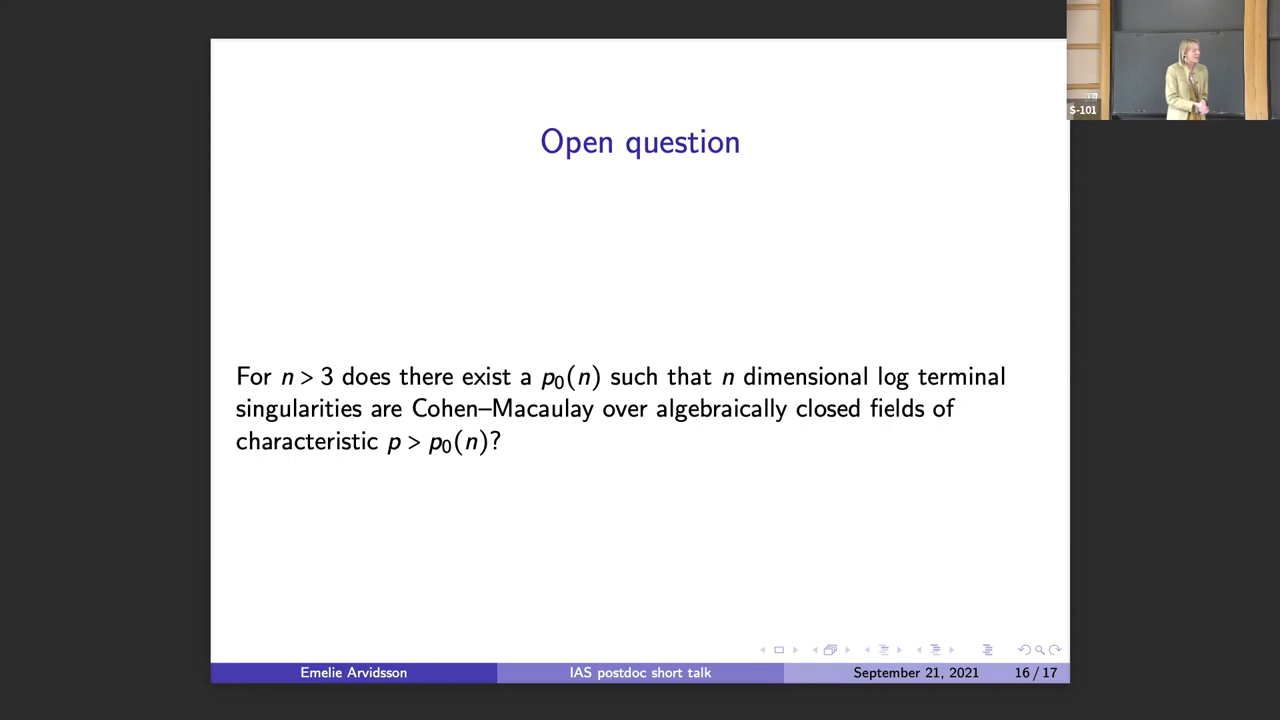 Open question
For n > 3 does there exist a p₀(n) such that n dimensional log terminal
singularities are Cohen–Macaulay over algebraically closed fields of
characteristic p > p₀(n)?
Emelie Arvidsson IAS postdoc short talk September 21, 2021 16 / 17
S-101